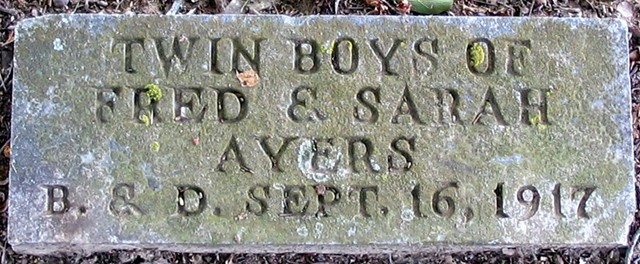 TWIN BOYS OF
FRED & SARAH
AYERS
B. & D. SEPT. 16, 1917